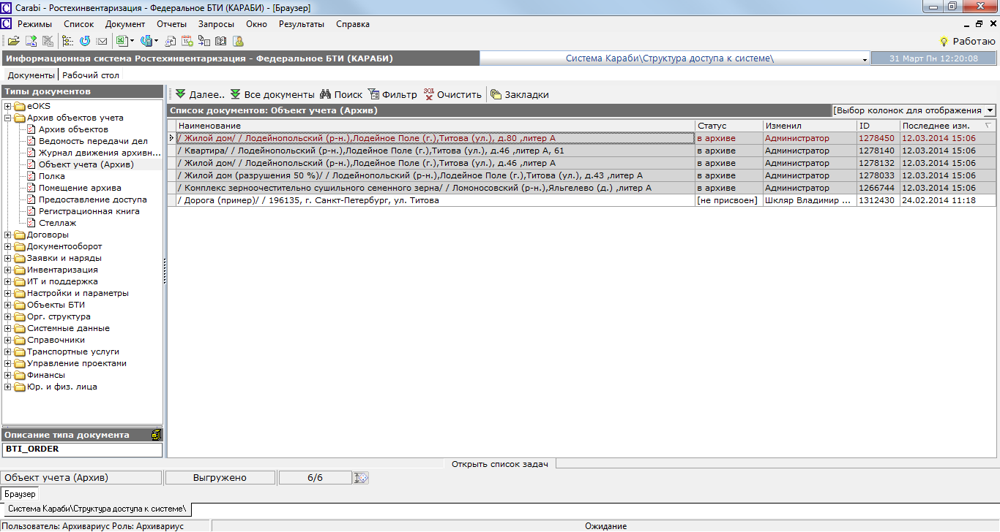 Carabi - Ростехинвентаризация - Федеральное БТИ (КАРАБИ) - [Браузер]
Режимы Список Документ Отчеты Запросы Окно Результаты Справка
Работаю
Информационная система Ростехинвентаризация - Федеральное БТИ (КАРАБИ) Система Караби\Структура доступа к системе\ 31 Март Пн 12:20:08
Документы Рабочий стол
Типы документов
Далее.. Все документы Поиск Фильтр Очистить Закладки
Список документов: Объект учета (Архив) [Выбор колонок для отображения
Наименование Статус Изменил ID Последнее изм.
/ Жилой дом/ / Лодейнопольский (р-н.),Лодейное Поле (г.),Титова (ул.), д.80 ,литер А в архиве Администратор 1278450 12.03.2014 15:06
/ Квартира/ / Лодейнопольский (р-н.),Лодейное Поле (г.),Титова (ул.), д.46 ,литер А, 61 в архиве Администратор 1278140 12.03.2014 15:06
/ Жилой дом/ / Лодейнопольский (р-н.),Лодейное Поле (г.),Титова (ул.), д.46 ,литер А в архиве Администратор 1278132 12.03.2014 15:06
/ Жилой дом (разрушения 50 %)/ / Лодейнопольский (р-н.),Лодейное Поле (г.),Титова (ул.), д.43 ,литер А в архиве Администратор 1278033 12.03.2014 15:06
/ Комплекс зерноочестительно сушильного семенного зерна/ / Ломоносовский (р-н.),Яльгелево (д.) ,литер А в архиве Администратор 1266744 12.03.2014 15:06
/ Дорога (пример)/ / 196135, г. Санкт-Петербург, ул. Титова [не присвоен] Шкляр Владимир ... 1312430 24.02.2014 11:18
eOKS
Архив объектов учета
Архив объектов
Ведомость передачи дел
Журнал движения архивн...
Объект учета (Архив)
Полка
Помещение архива
Предоставление доступа
Регистрационная книга
Стеллаж
Договоры
Документооборот
Заявки и наряды
Инвентаризация
ИТ и поддержка
Настройки и параметры
Объекты БТИ
Орг. структура
Системные данные
Справочники
Транспортные услуги
Управление проектами
Финансы
Юр. и физ. лица
Описание типа документа
BTI_ORDER
Открыть список задач
Объект учета (Архив) Выгружено 6/6
Браузер
Система Караби\Структура доступа к системе\
Пользователь: Архивариус Роль: Архивариус Ожидание